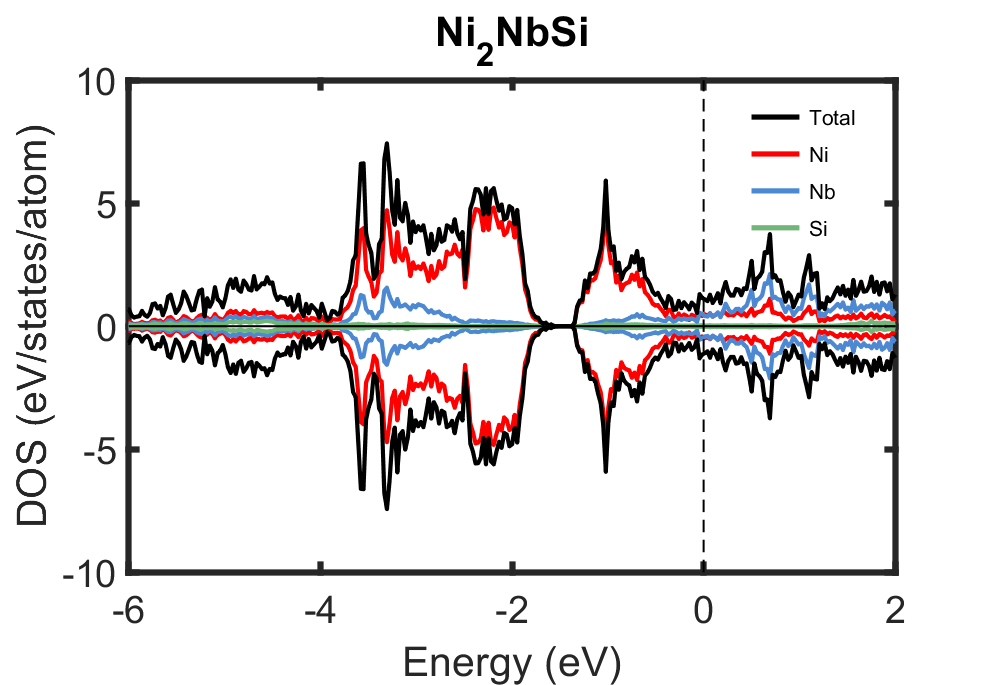 Ni2NbSi
10
5
0
-5
-10
DOS (eV/states/atom)
Total
Ni
Nb
Si
-6
-4
-2
0
2
Energy (eV)